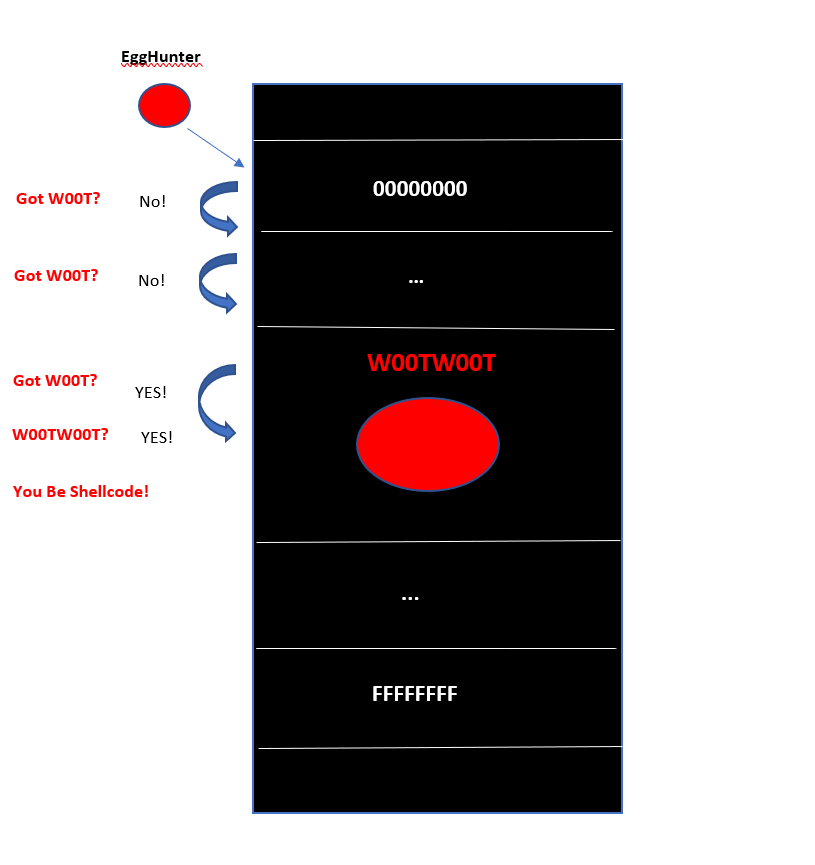 EggHunter
00000000
Got W00T?
No!
Got W00T?
No!
...
W00TW00T
Got W00T?
YES!
W00TW00T?
YES!
You Be Shellcode!
...
FFFFFFFF